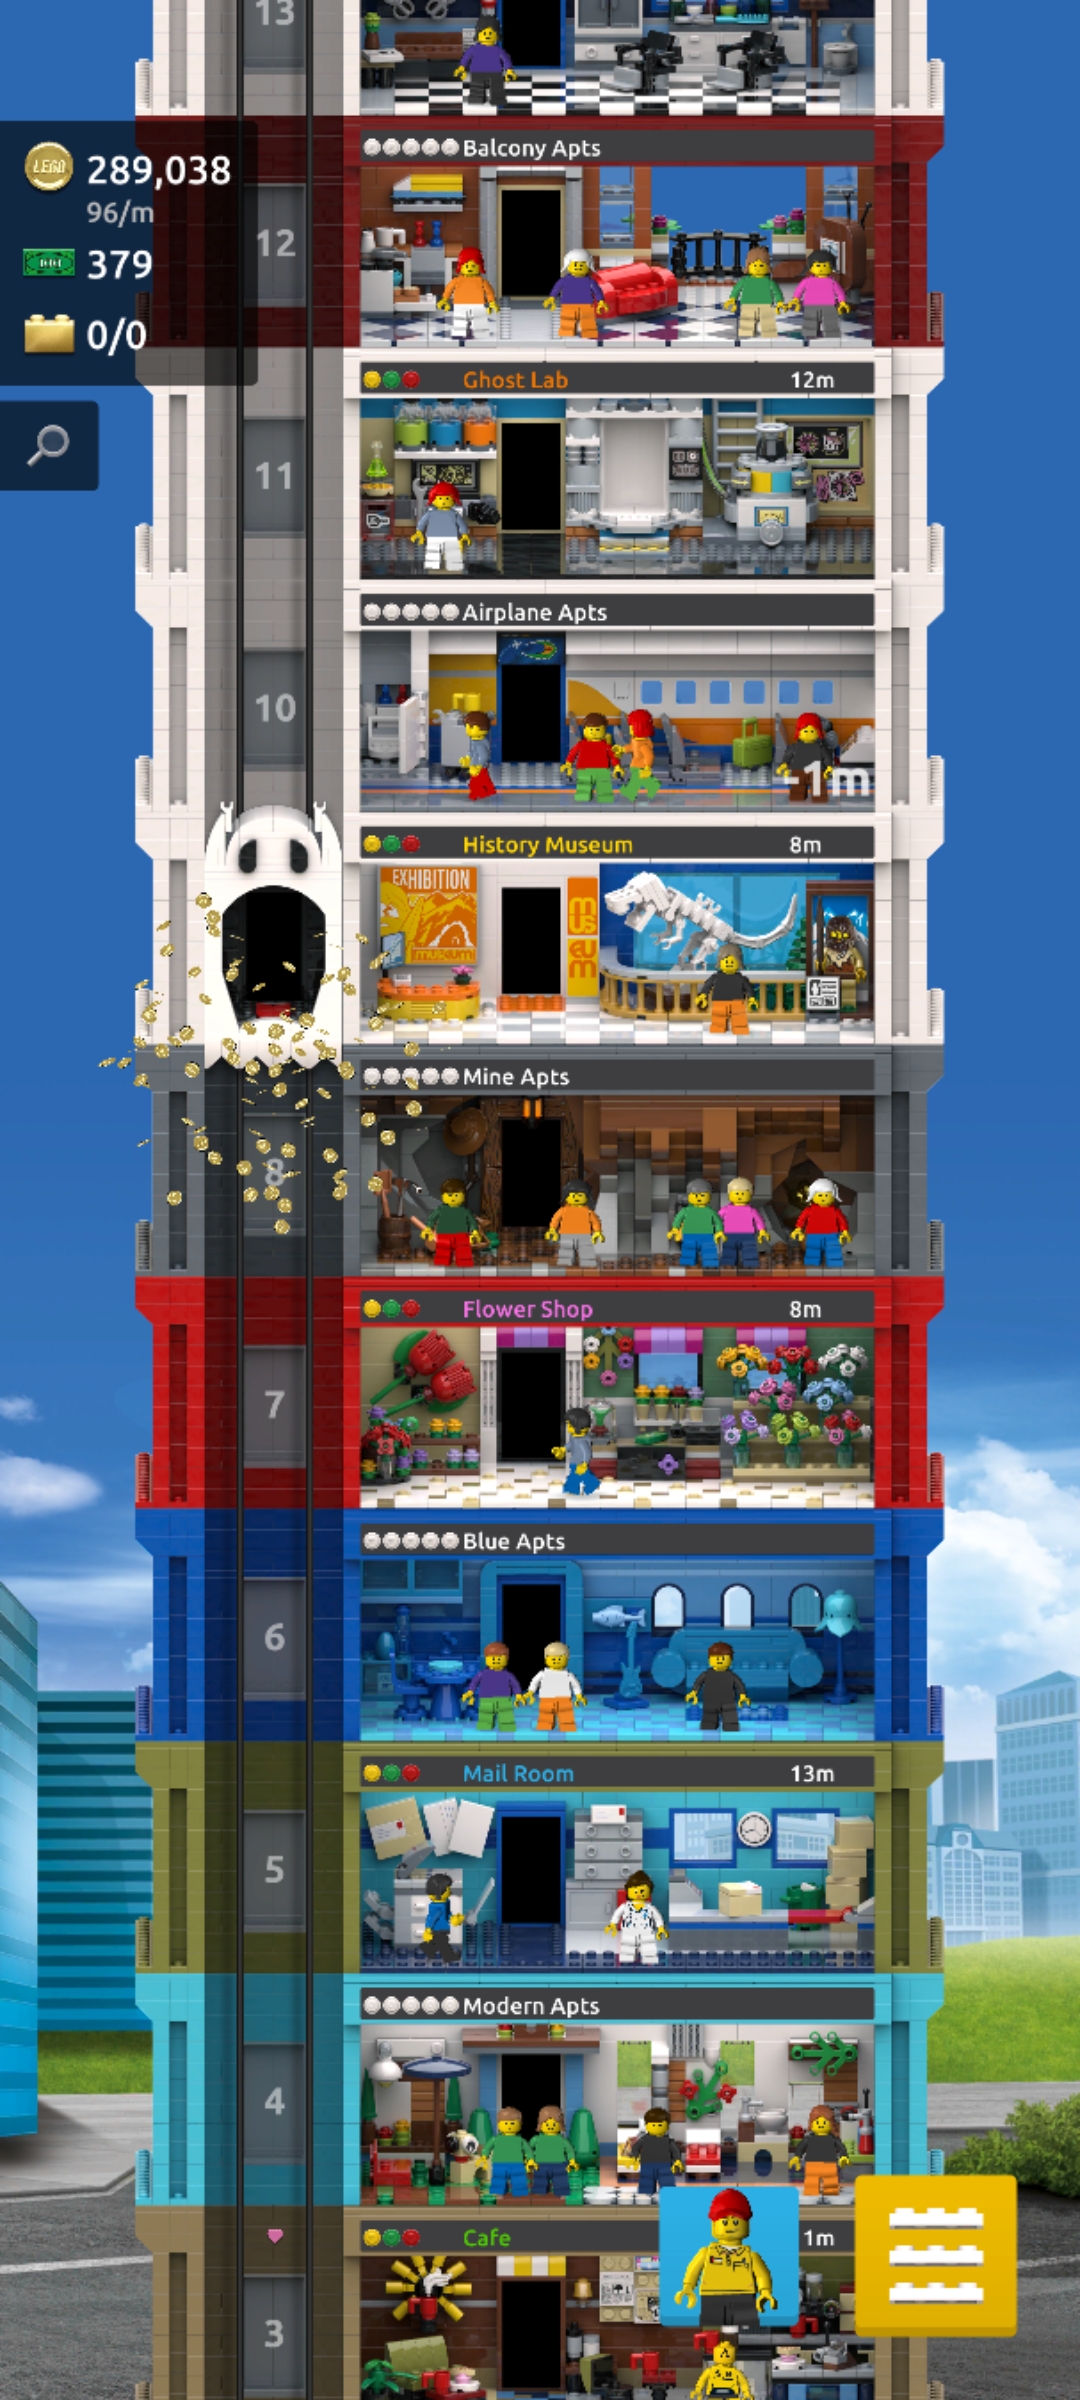 13
Balcony Apts
LEGO
289,038
96/m
379
0/0
12
Ghost Lab 12m
11
Airplane Apts
10
-1m
History Museum 8m
EXHIBITION
museum
mus
eum
Mine Apts
8
Flower Shop 8m
7
Blue Apts
6
Mail Room 13m
5
Modern Apts
4
Cafe 1m
3